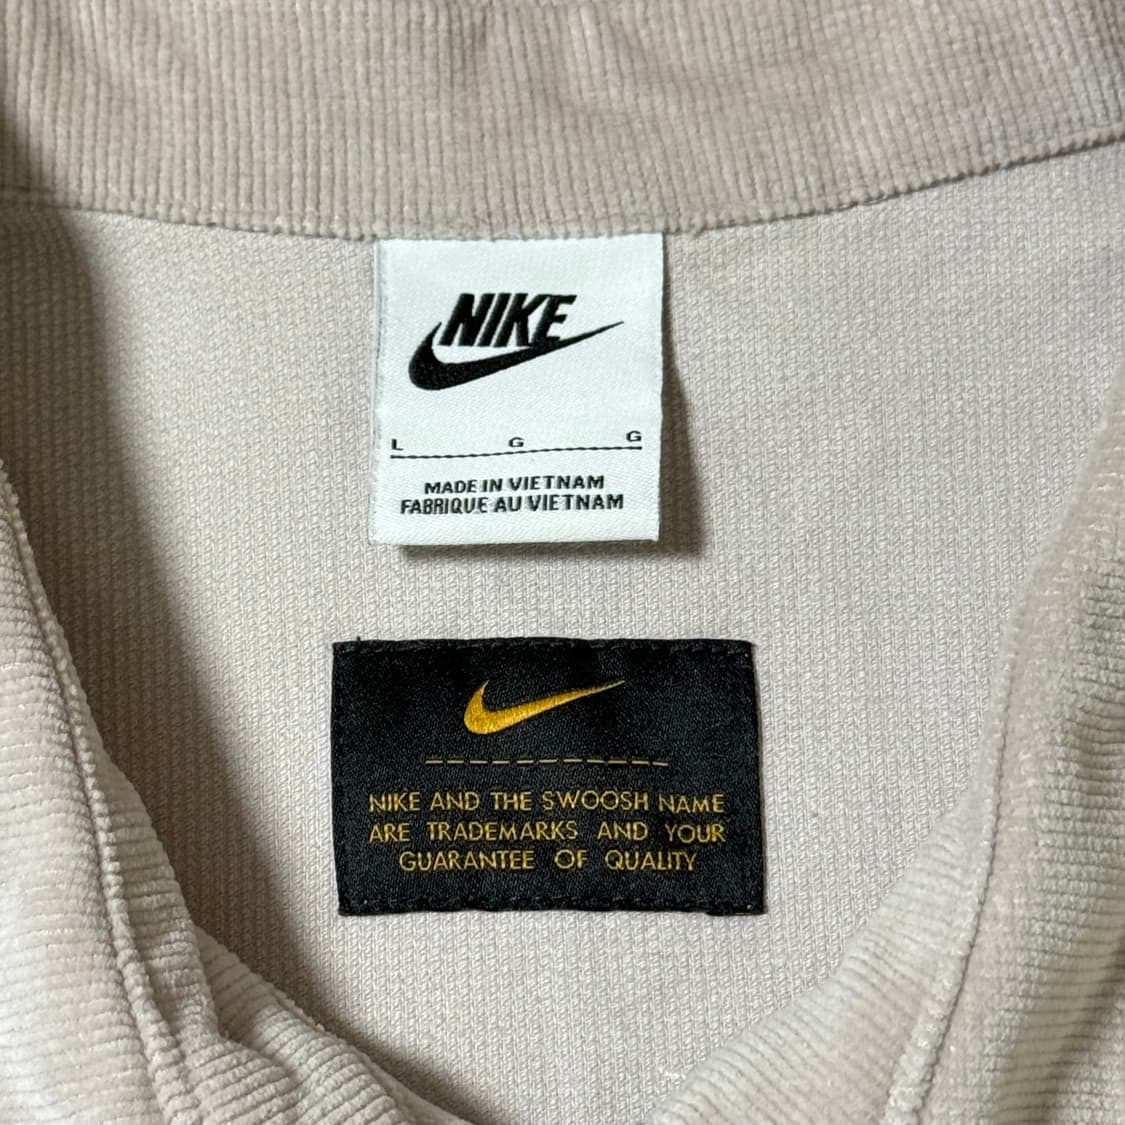 NIKE
L G G
MADE IN VIETNAM
FABRIQUE AU VIETNAM
NIKE AND THE SWOOSH NAME
ARE TRADEMARKS AND YOUR
GUARANTEE OF QUALITY